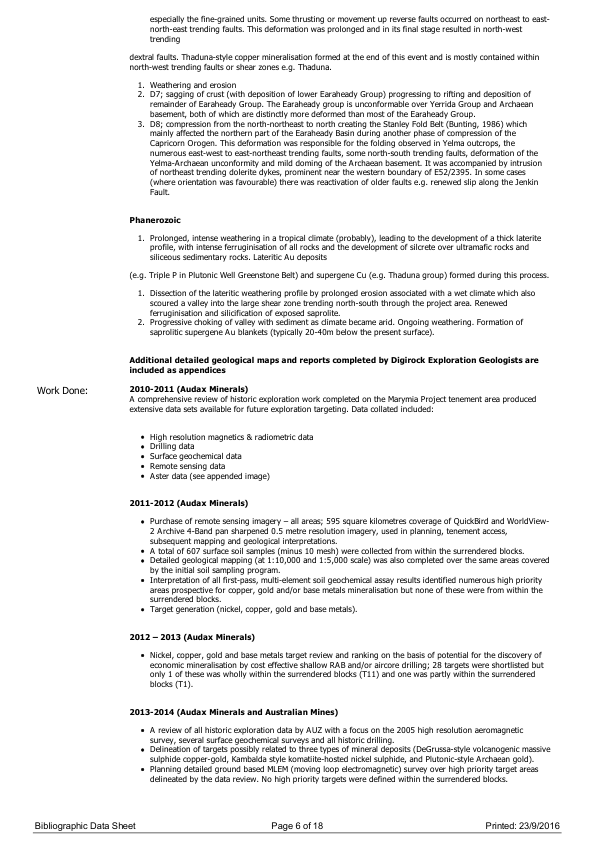 especially the fine-grained units. Some thrusting or movement up reverse faults occurred on northeast to east-
north-east trending faults. This deformation was prolonged and in its final stage resulted in north-west
trending
dextral faults. Thaduna-style copper mineralisation formed at the end of this event and is mostly contained within
north-west trending faults or shear zones e.g. Thaduna.
1. Weathering and erosion
2. D7; sagging of crust (with deposition of lower Earaheady Group) progressing to rifting and deposition of
remainder of Earaheady Group. The Earaheady group is unconformable over Yerrida Group and Archaean
basement, both of which are distinctly more deformed than most of the Earaheady Group.
3. D8; compression from the north-northeast to north creating the Stanley Fold Belt (Bunting, 1986) which
mainly affected the northern part of the Earaheady Basin during another phase of compression of the
Capricorn Orogen. This deformation was responsible for the folding observed in Yelma outcrops, the
numerous east-west to east-northeast trending faults, some north-south trending faults, deformation of the
Yelma-Archaean unconformity and mild doming of the Archaean basement. It was accompanied by intrusion
of northeast trending dolerite dykes, prominent near the western boundary of E52/2395. In some cases
(where orientation was favourable) there was reactivation of older faults e.g. renewed slip along the Jenkin
Fault.
Phanerozoic
1. Prolonged, intense weathering in a tropical climate (probably), leading to the development of a thick laterite
profile, with intense ferruginisation of all rocks and the development of silcrete over ultramafic rocks and
siliceous sedimentary rocks. Lateritic Au deposits
(e.g. Triple P in Plutonic Well Greenstone Belt) and supergene Cu (e.g. Thaduna group) formed during this process.
1. Dissection of the lateritic weathering profile by prolonged erosion associated with a wet climate which also
scoured a valley into the large shear zone trending north-south through the project area. Renewed
ferruginisation and silicification of exposed saprolite.
2. Progressive choking of valley with sediment as climate became arid. Ongoing weathering. Formation of
saprolitic supergene Au blankets (typically 20-40m below the present surface).
Additional detailed geological maps and reports completed by Digirock Exploration Geologists are
included as appendices
Work Done:
2010-2011 (Audax Minerals)
A comprehensive review of historic exploration work completed on the Marymia Project tenement area produced
extensive data sets available for future exploration targeting. Data collated included:
• High resolution magnetics & radiometric data
• Drilling data
• Surface geochemical data
• Remote sensing data
• Aster data (see appended image)
2011-2012 (Audax Minerals)
• Purchase of remote sensing imagery – all areas; 595 square kilometres coverage of QuickBird and WorldView-
2 Archive 4-Band pan sharpened 0.5 metre resolution imagery, used in planning, tenement access,
subsequent mapping and geological interpretations.
• A total of 607 surface soil samples (minus 10 mesh) were collected from within the surrendered blocks.
• Detailed geological mapping (at 1:10,000 and 1:5,000 scale) was also completed over the same areas covered
by the initial soil sampling program.
• Interpretation of all first-pass, multi-element soil geochemical assay results identified numerous high priority
areas prospective for copper, gold and/or base metals mineralisation but none of these were from within the
surrendered blocks.
• Target generation (nickel, copper, gold and base metals).
2012 – 2013 (Audax Minerals)
• Nickel, copper, gold and base metals target review and ranking on the basis of potential for the discovery of
economic mineralisation by cost effective shallow RAB and/or aircore drilling; 28 targets were shortlisted but
only 1 of these was wholly within the surrendered blocks (T11) and one was partly within the surrendered
blocks (T1).
2013-2014 (Audax Minerals and Australian Mines)
• A review of all historic exploration data by AUZ with a focus on the 2005 high resolution aeromagnetic
survey, several surface geochemical surveys and all historic drilling.
• Delineation of targets possibly related to three types of mineral deposits (DeGrussa-style volcanogenic massive
sulphide copper-gold, Kambalda style komatiite-hosted nickel sulphide, and Plutonic-style Archaean gold).
• Planning detailed ground based MLEM (moving loop electromagnetic) survey over high priority target areas
delineated by the data review. No high priority targets were defined within the surrendered blocks.
Bibliographic Data Sheet Page 6 of 18 Printed: 23/9/2016